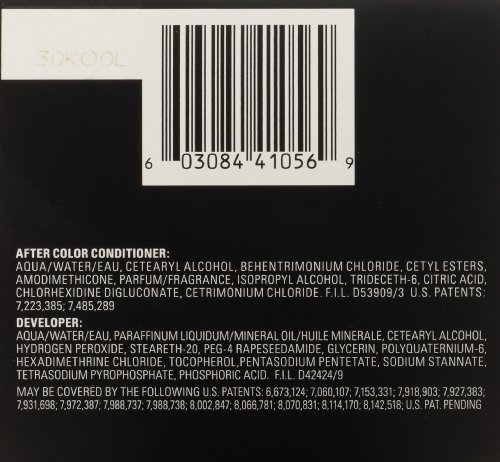 30K00L
6 03084 41056 9
AFTER COLOR CONDITIONER:
AQUA/WATER/EAU, CETEARYL ALCOHOL, BEHENTRIMONIUM CHLORIDE, CETYL ESTERS,
AMODIMETHICONE, PARFUM/FRAGRANCE, ISOPROPYL ALCOHOL, TRIDECETH-6, CITRIC ACID,
CHLORHEXIDINE DIGLUCONATE, CETRIMONIUM CHLORIDE. F.I.L. D53909/3 U.S. PATENTS:
7,223,385; 7,485,289
DEVELOPER:
AQUA/WATER/EAU, PARAFFINUM LIQUIDUM/MINERAL OIL/HUILE MINERALE, CETEARYL ALCOHOL,
HYDROGEN PEROXIDE, STEARETH-20, PEG-4 RAPESEEDAMIDE, GLYCERIN, POLYQUATERNIUM-6,
HEXADIMETHRINE CHLORIDE, TOCOPHEROL, PENTASODIUM PENTETATE, SODIUM STANNATE,
TETRASODIUM PYROPHOSPHATE, PHOSPHORIC ACID. F.I.L. D42424/9
MAY BE COVERED BY THE FOLLOWING U.S. PATENTS: 6,673,124; 7,060,107; 7,153,331; 7,918,903; 7,927,383;
7,931,698; 7,972,387; 7,988,737; 7,988,738; 8,002,847; 8,066,781; 8,070,831; 8,114,170; 8,142,518; U.S. PAT. PENDING